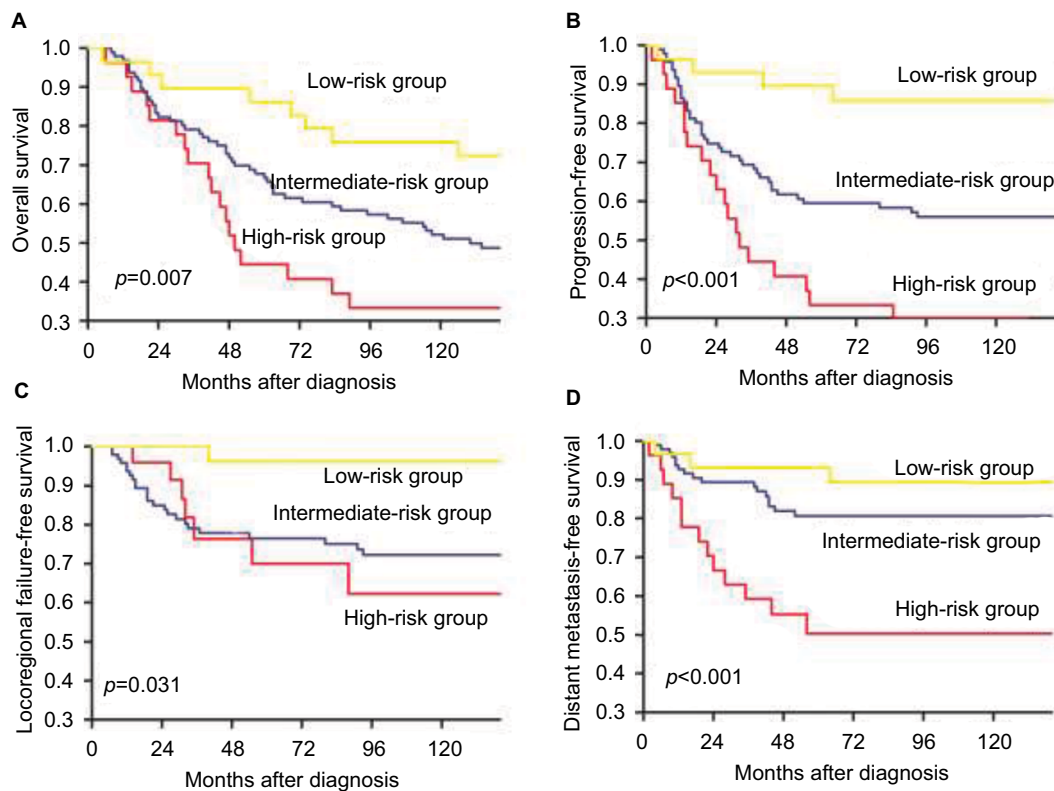 A
Overall survival
1.0
0.9
0.8
0.7
0.6
0.5
0.4
0.3
Low-risk group
Intermediate-risk group
High-risk group
p=0.007
0 24 48 72 96 120
Months after diagnosis
B
Progression-free survival
1.0
0.9
0.8
0.7
0.6
0.5
0.4
0.3
Low-risk group
Intermediate-risk group
High-risk group
p<0.001
0 24 48 72 96 120
Months after diagnosis
C
Locoregional failure-free survival
1.0
0.9
0.8
0.7
0.6
0.5
0.4
0.3
Low-risk group
Intermediate-risk group
High-risk group
p=0.031
0 24 48 72 96 120
Months after diagnosis
D
Distant metastasis-free survival
1.0
0.9
0.8
0.7
0.6
0.5
0.4
0.3
Low-risk group
Intermediate-risk group
High-risk group
p<0.001
0 24 48 72 96 120
Months after diagnosis